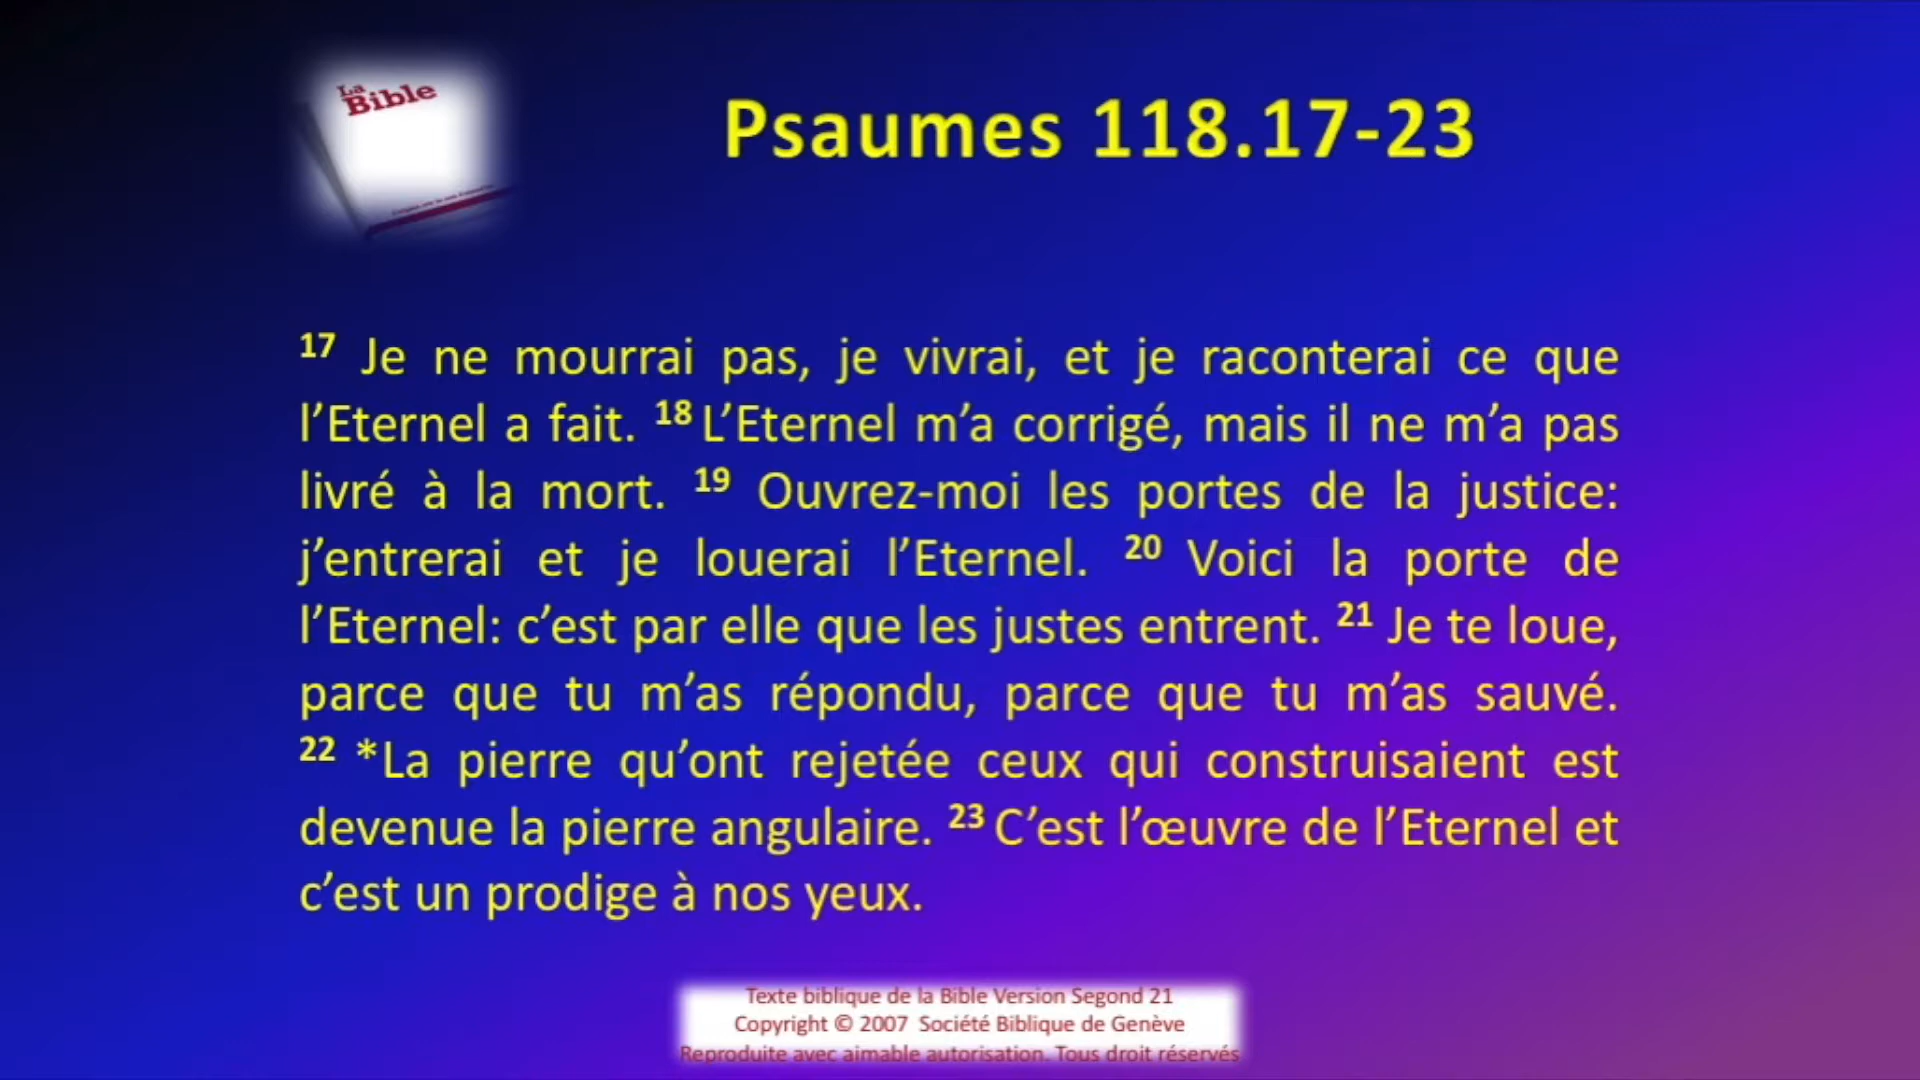 La
Bible
Psaumes 118.17-23
17 Je ne mourrai pas, je vivrai, et je raconterai ce que
l’Eternel a fait. 18 L’Eternel m’a corrigé, mais il ne m’a pas
livré à la mort. 19 Ouvrez-moi les portes de la justice:
j’entrerai et je louerai l’Eternel. 20 Voici la porte de
l’Eternel: c’est par elle que les justes entrent. 21 Je te loue,
parce que tu m’as répondu, parce que tu m’as sauvé.
22 *La pierre qu’ont rejetée ceux qui construisaient est
devenue la pierre angulaire. 23 C’est l’œuvre de l’Eternel et
c’est un prodige à nos yeux.
Texte biblique de la Bible Version Segond 21
Copyright © 2007 Société Biblique de Genève
Reproduite avec aimable autorisation. Tous droit réservés